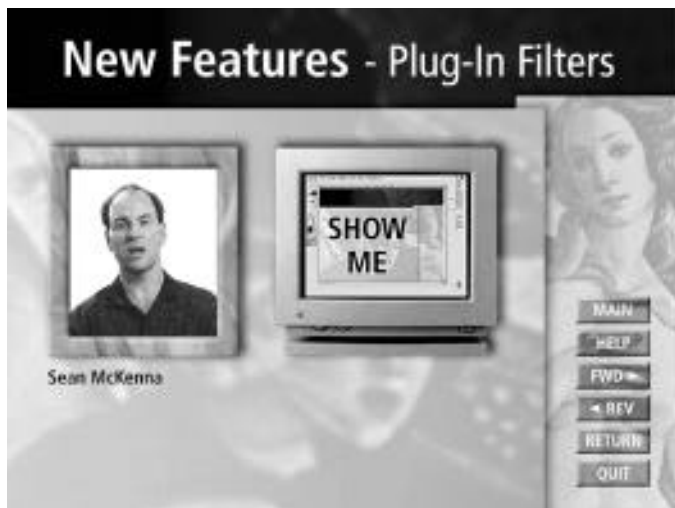 New Features - Plug-In Filters
SHOW
ME
Sean McKenna
MAIN
HELP
FWD ►
◄ REV
RETURN
QUIT